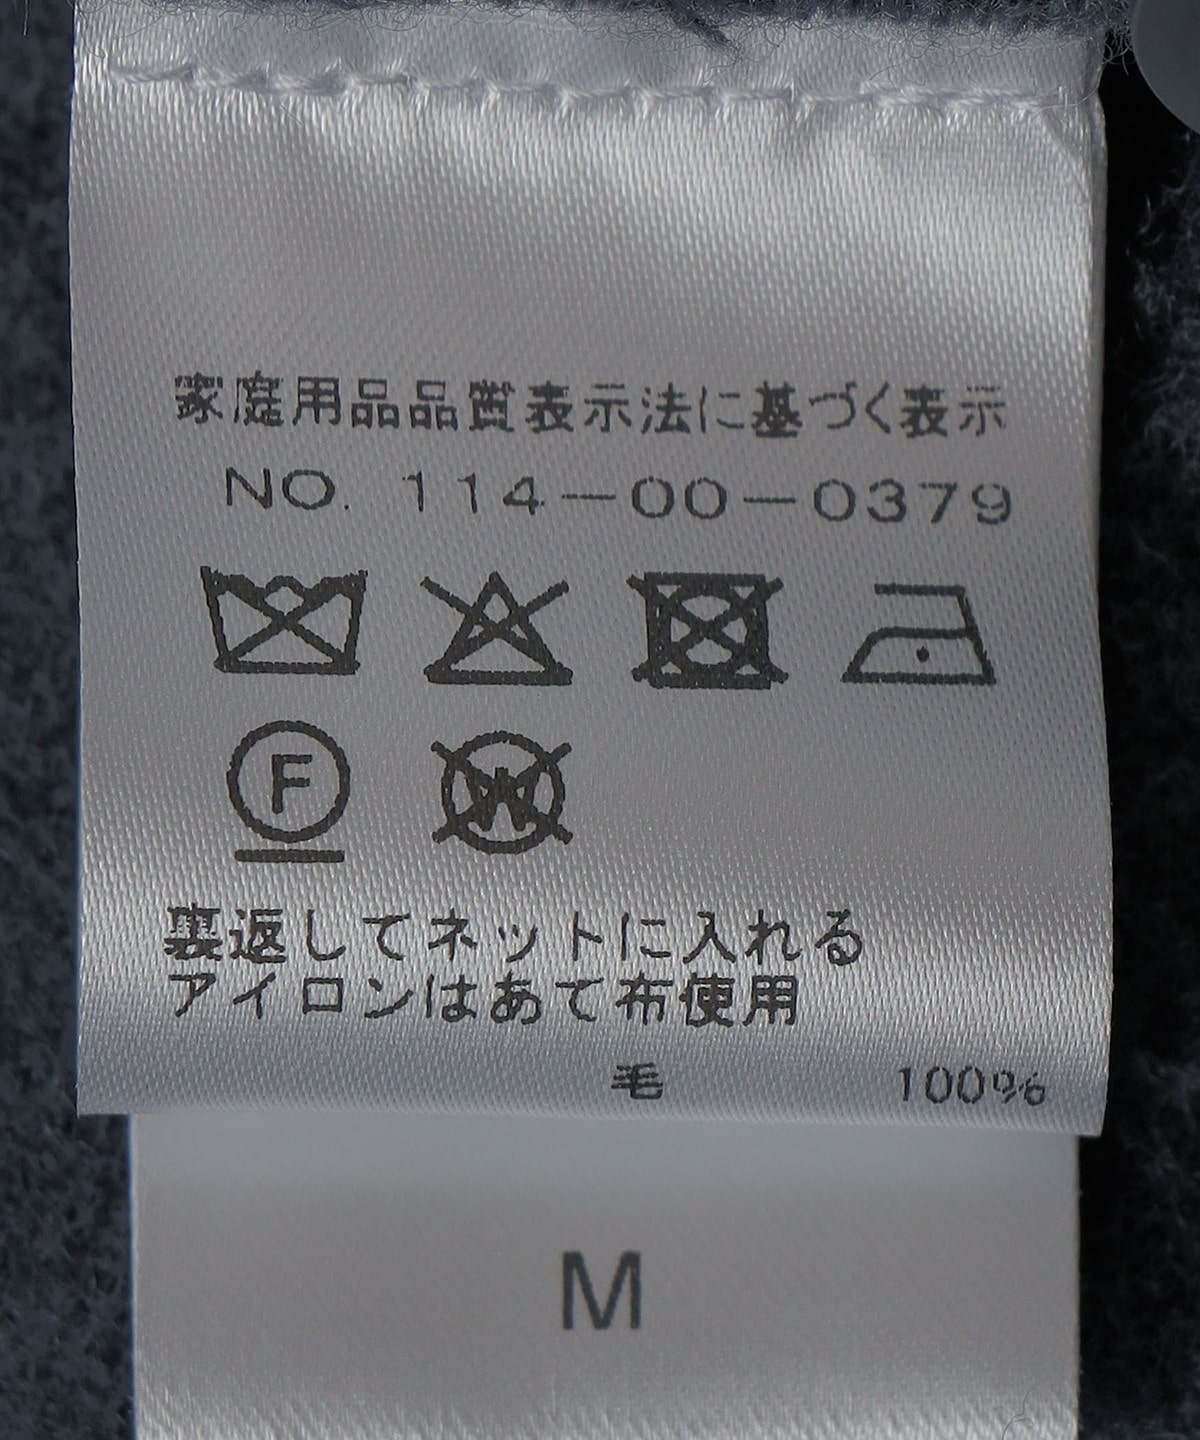 家庭用品品質表示法に基づく表示
NO. 114-00-0379
F W
裏返してネットに入れる
アイロンはあて布使用
毛 100%
M